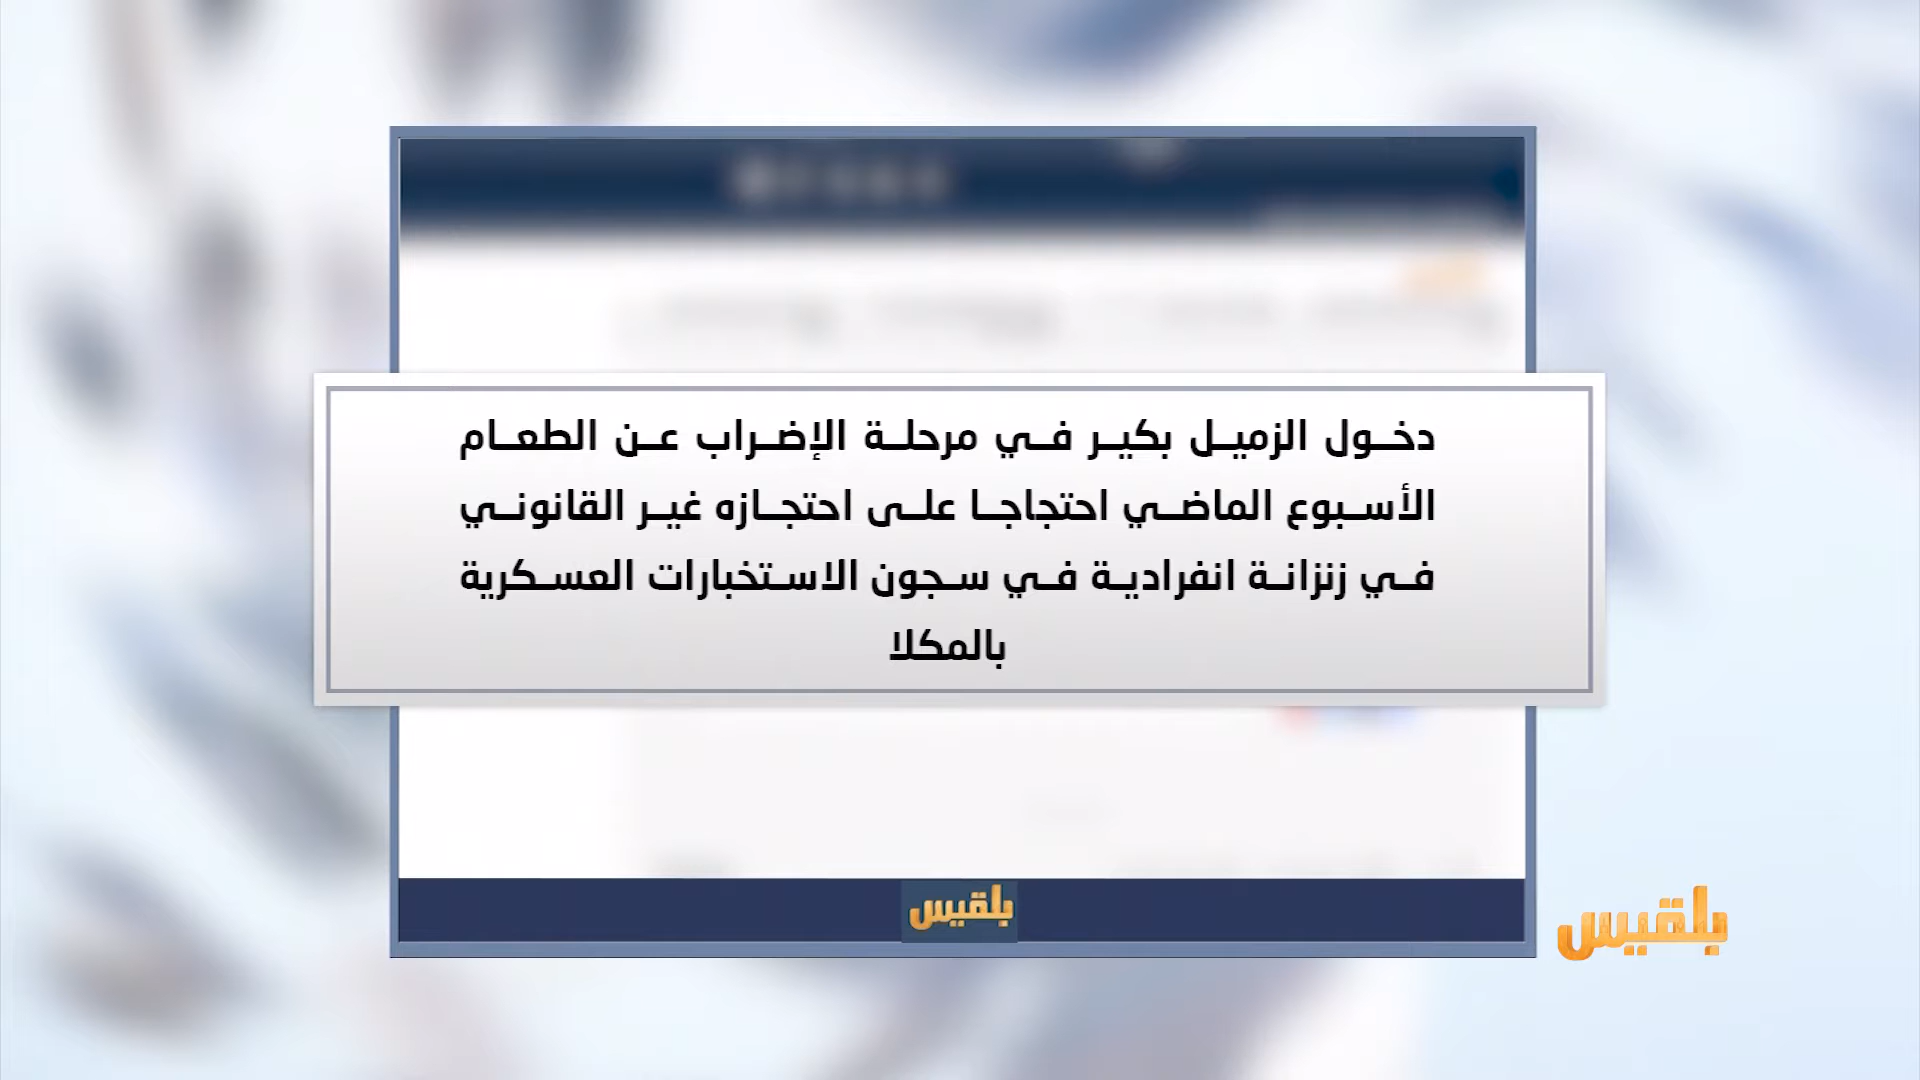 دخول الزميل بكير في مرحلة الإضراب عن الطعام
الأسبوع الماضي احتجاجا على احتجازه غير القانوني
في زنزانة انفرادية في سجون الاستخبارات العسكرية
بالمكلا
بلقيس
بلقيس